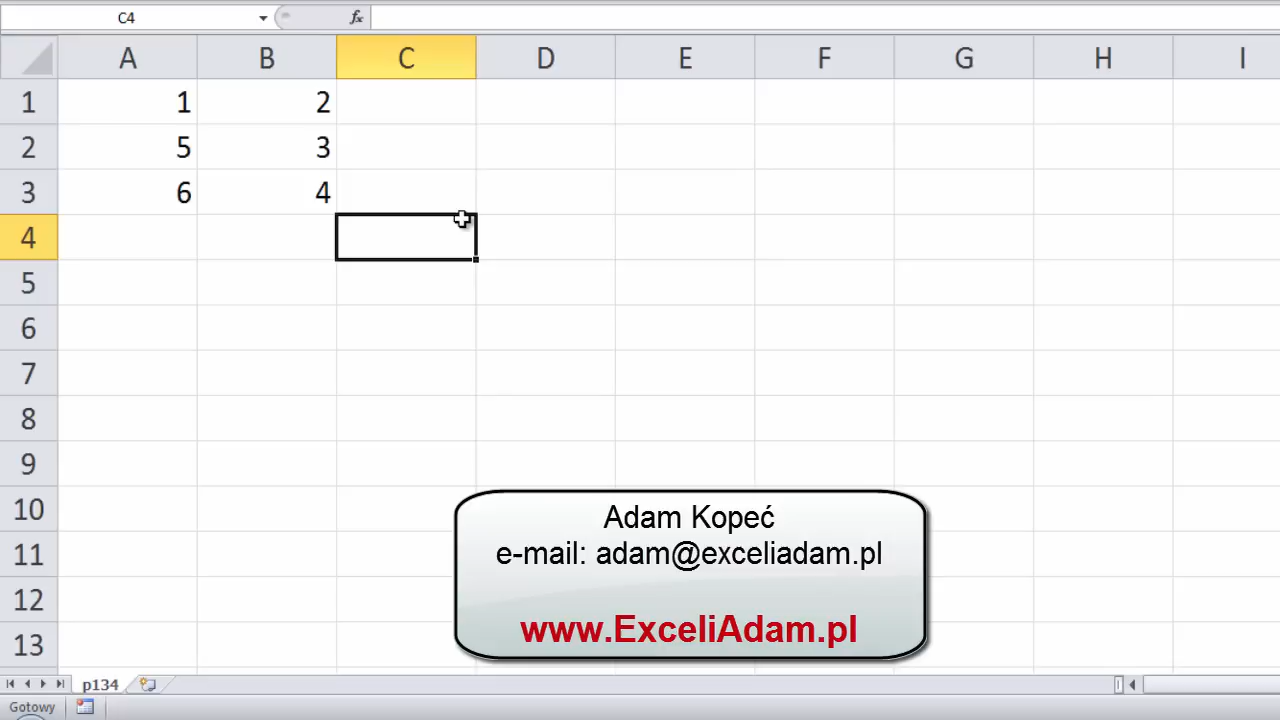 C4 fx
A B C D E F G H I
1 1 2
2 5 3
3 6 4
4
5
6
7
8
9
10
11
12
13
Adam Kopeć
e-mail: adam@exceliadam.pl
www.ExceliAdam.pl
p134
Gotowy